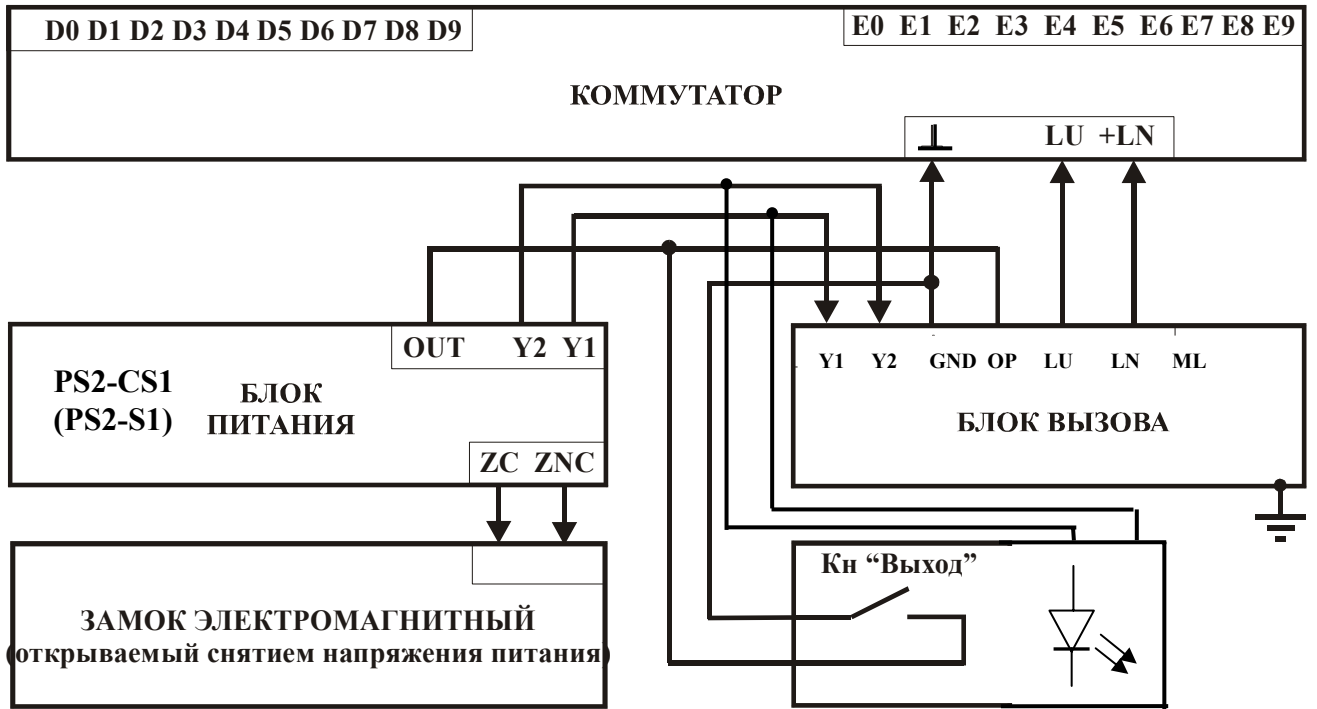 D0 D1 D2 D3 D4 D5 D6 D7 D8 D9
E0 E1 E2 E3 E4 E5 E6 E7 E8 E9
КОММУТАТОР
LU +LN
OUT Y2 Y1
PS2-CS1
(PS2-S1)
БЛОК
ПИТАНИЯ
ZC ZNC
Y1 Y2 GND OP LU LN ML
БЛОК ВЫЗОВА
ЗАМОК ЭЛЕКТРОМАГНИТНЫЙ
(открываемый снятием напряжения питания)
Кн “Выход”